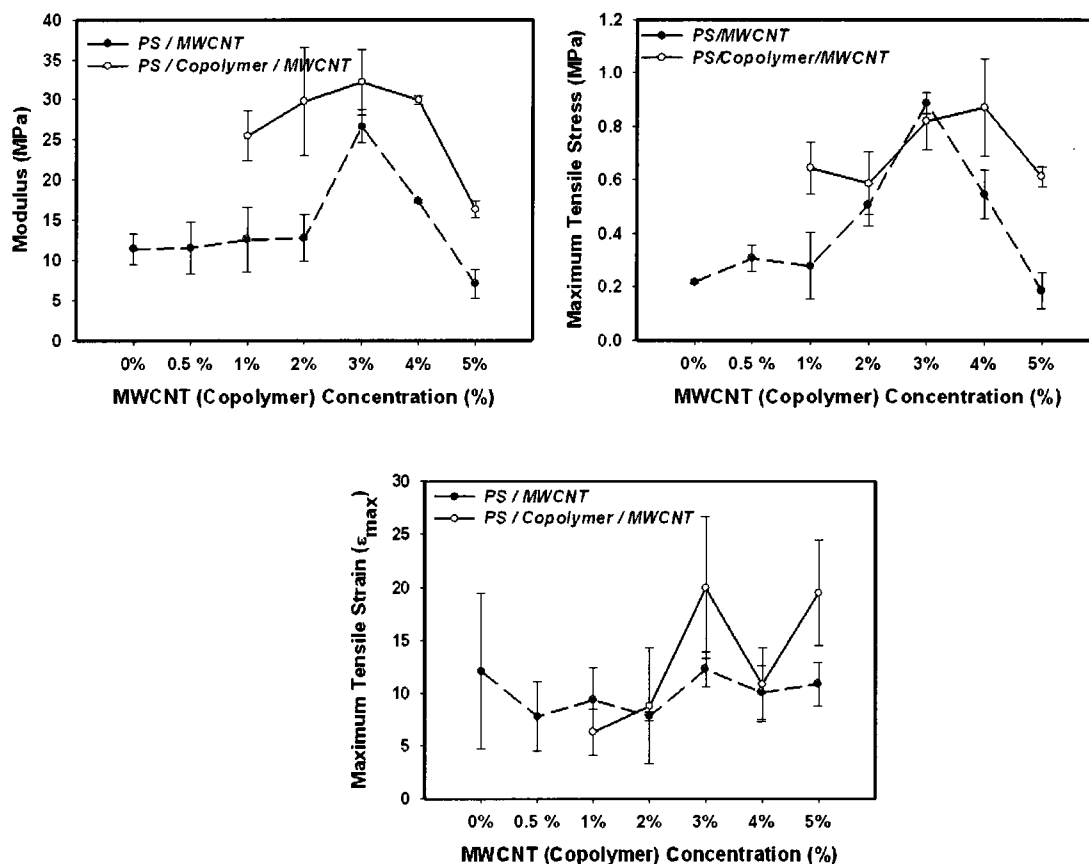 40
35
30
25
20
15
10
5
0
Modulus (MPa)
PS / MWCNT
PS / Copolymer / MWCNT
0% 0.5 % 1% 2% 3% 4% 5%
MWCNT (Copolymer) Concentration (%)
1.2
1.0
0.8
0.6
0.4
0.2
0.0
Maximum Tensile Stress (MPa)
PS/MWCNT
PS/Copolymer/MWCNT
0% 0.5 % 1% 2% 3% 4% 5%
MWCNT (Copolymer) Concentration (%)
30
25
20
15
10
5
0
Maximum Tensile Strain (εmax)
PS / MWCNT
PS / Copolymer / MWCNT
0% 0.5 % 1% 2% 3% 4% 5%
MWCNT (Copolymer) Concentration (%)